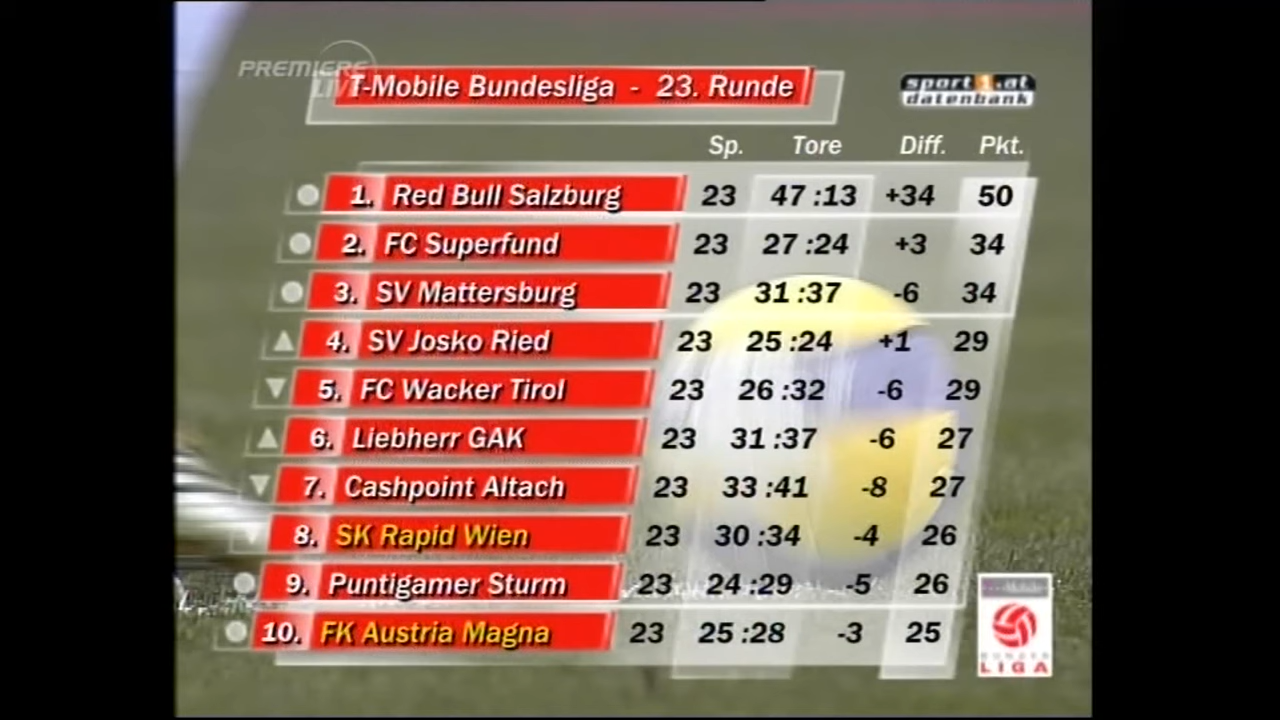 PREMIERE
LIVE
T-Mobile Bundesliga - 23. Runde
sport1.at
datenbank
Sp. Tore Diff. Pkt.
1. Red Bull Salzburg 23 47 :13 +34 50
2. FC Superfund 23 27 :24 +3 34
3. SV Mattersburg 23 31 :37 -6 34
4. SV Josko Ried 23 25 :24 +1 29
5. FC Wacker Tirol 23 26 :32 -6 29
6. Liebherr GAK 23 31 :37 -6 27
7. Cashpoint Altach 23 33 :41 -8 27
8. SK Rapid Wien 23 30 :34 -4 26
9. Puntigamer Sturm 23 24 :29 -5 26
10. FK Austria Magna 23 25 :28 -3 25
BUNDES
LIGA